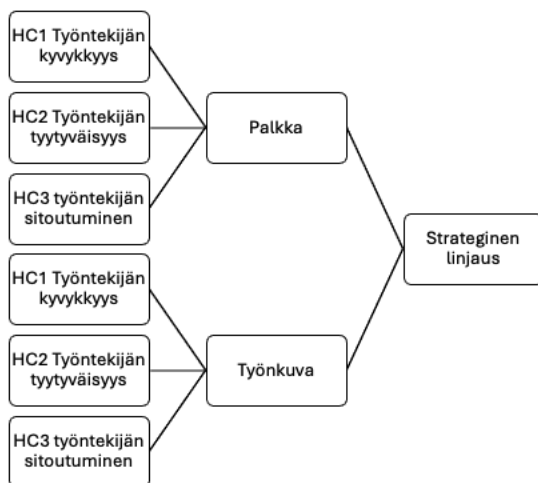 HC1 Työntekijän
kyvykkyys
HC2 Työntekijän
tyytyväisyys
HC3 työntekijän
sitoutuminen
HC1 Työntekijän
kyvykkyys
HC2 Työntekijän
tyytyväisyys
HC3 työntekijän
sitoutuminen
Palkka
Työnkuva
Strateginen
linjaus